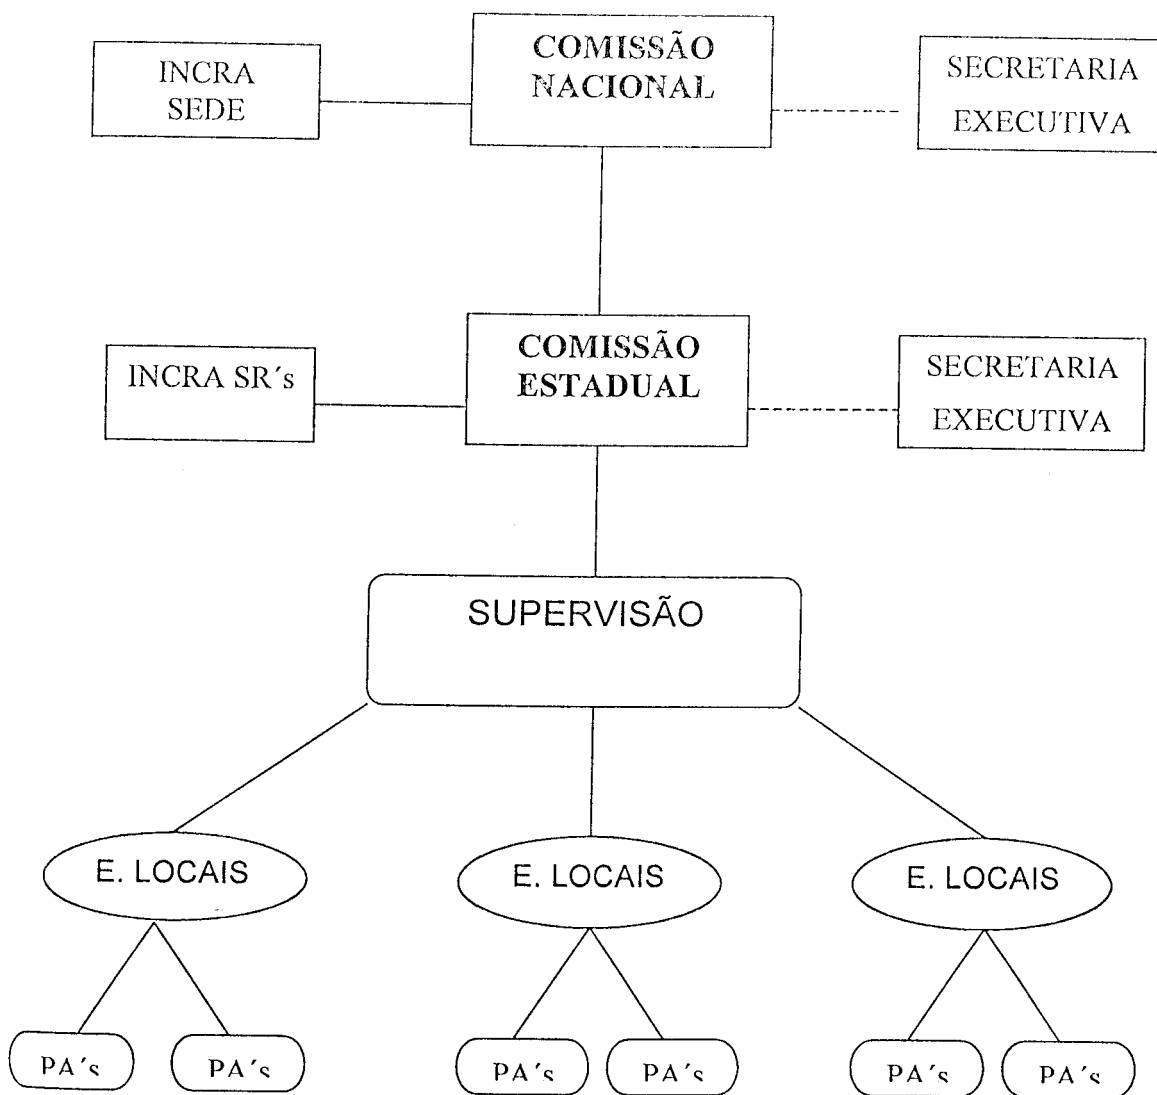 INCRA
SEDE
COMISSÃO
NACIONAL
SECRETARIA
EXECUTIVA
INCRA SR´s
COMISSÃO
ESTADUAL
SECRETARIA
EXECUTIVA
SUPERVISÃO
E. LOCAIS
E. LOCAIS
E. LOCAIS
PA´s
PA´s
PA´s
PA´s
PA´s
PA´s